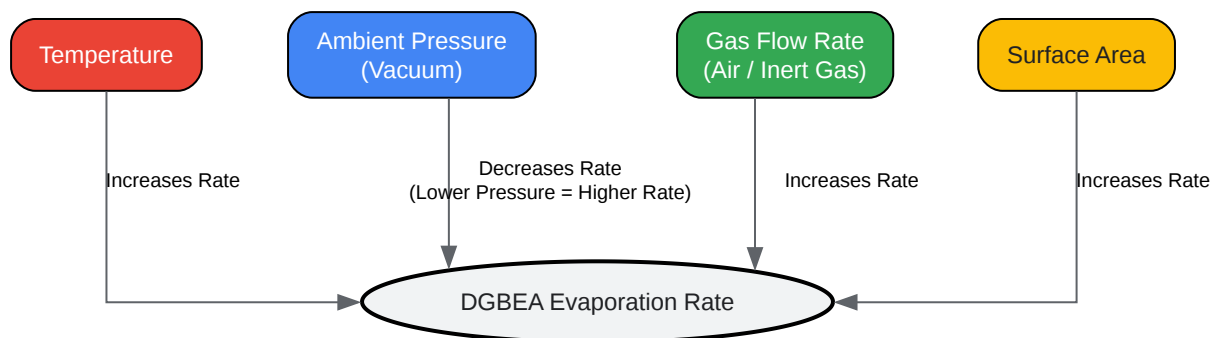 Temperature
Ambient Pressure
(Vacuum)
Gas Flow Rate
(Air / Inert Gas)
Surface Area
Increases Rate
Decreases Rate
(Lower Pressure = Higher Rate)
Increases Rate
Increases Rate
DGBEA Evaporation Rate